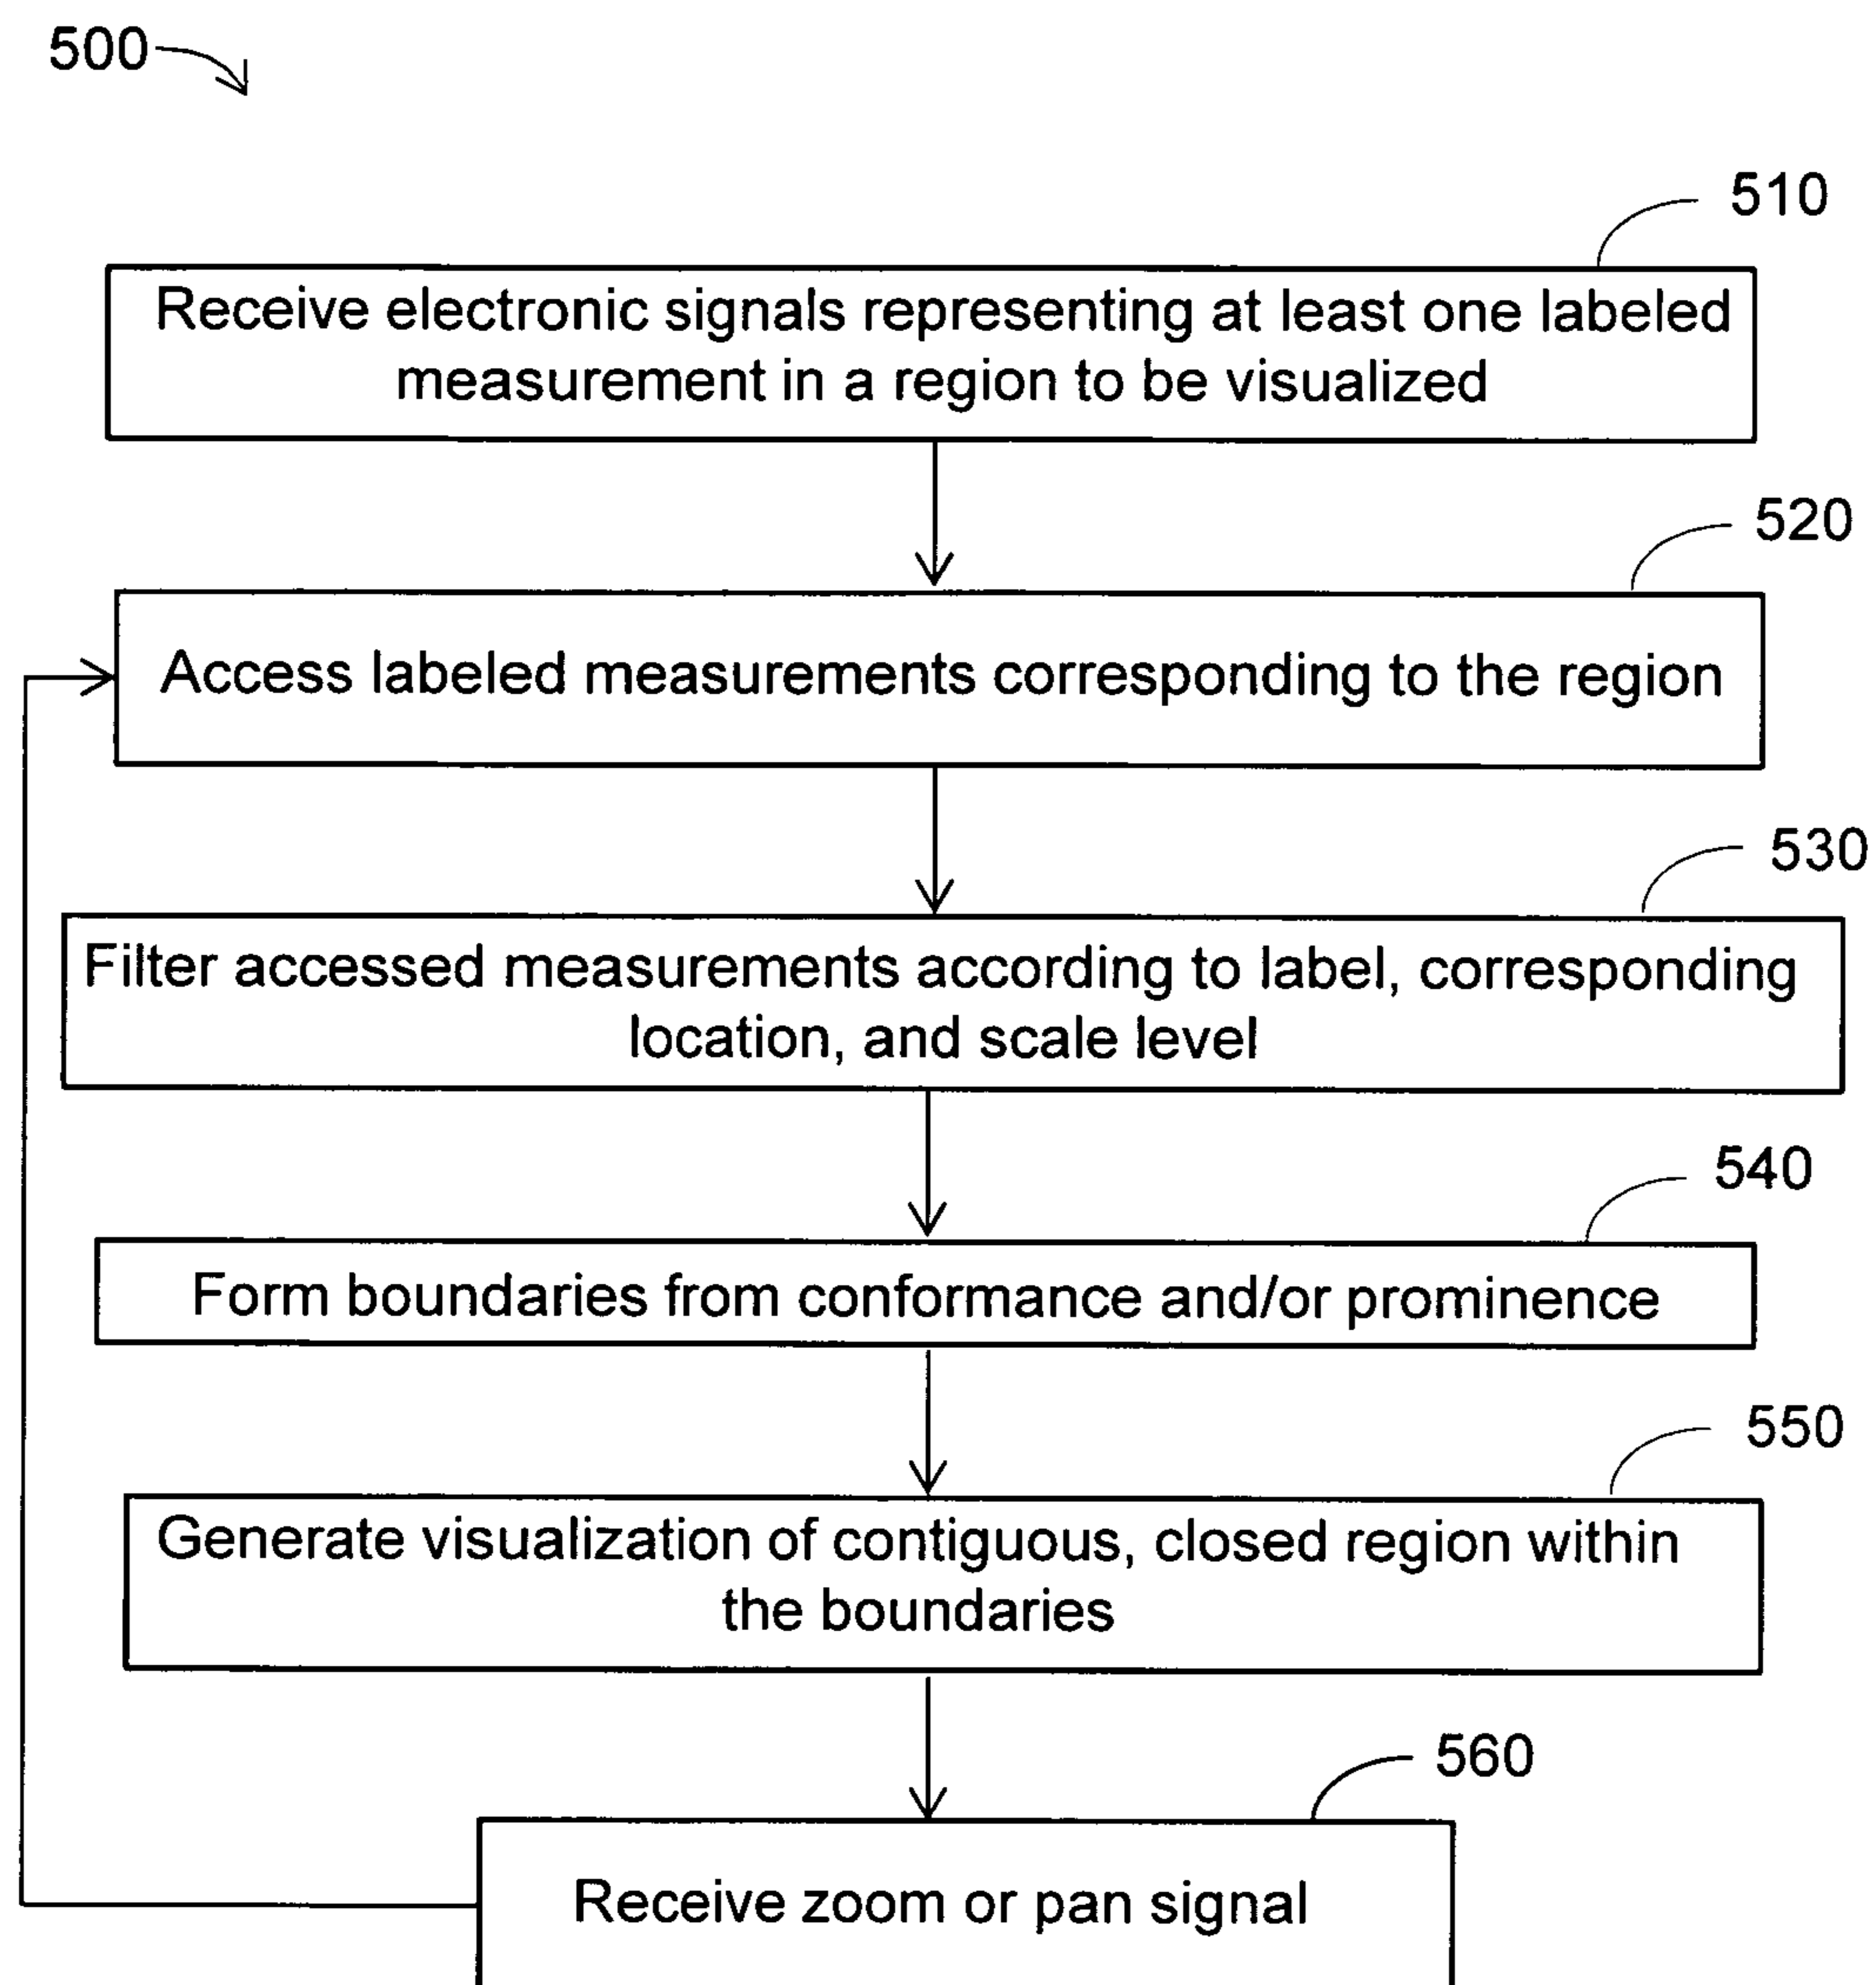 500
510
Receive electronic signals representing at least one labeled
measurement in a region to be visualized
520
Access labeled measurements corresponding to the region
530
Filter accessed measurements according to label, corresponding
location, and scale level
540
Form boundaries from conformance and/or prominence
550
Generate visualization of contiguous, closed region within
the boundaries
560
Receive zoom or pan signal